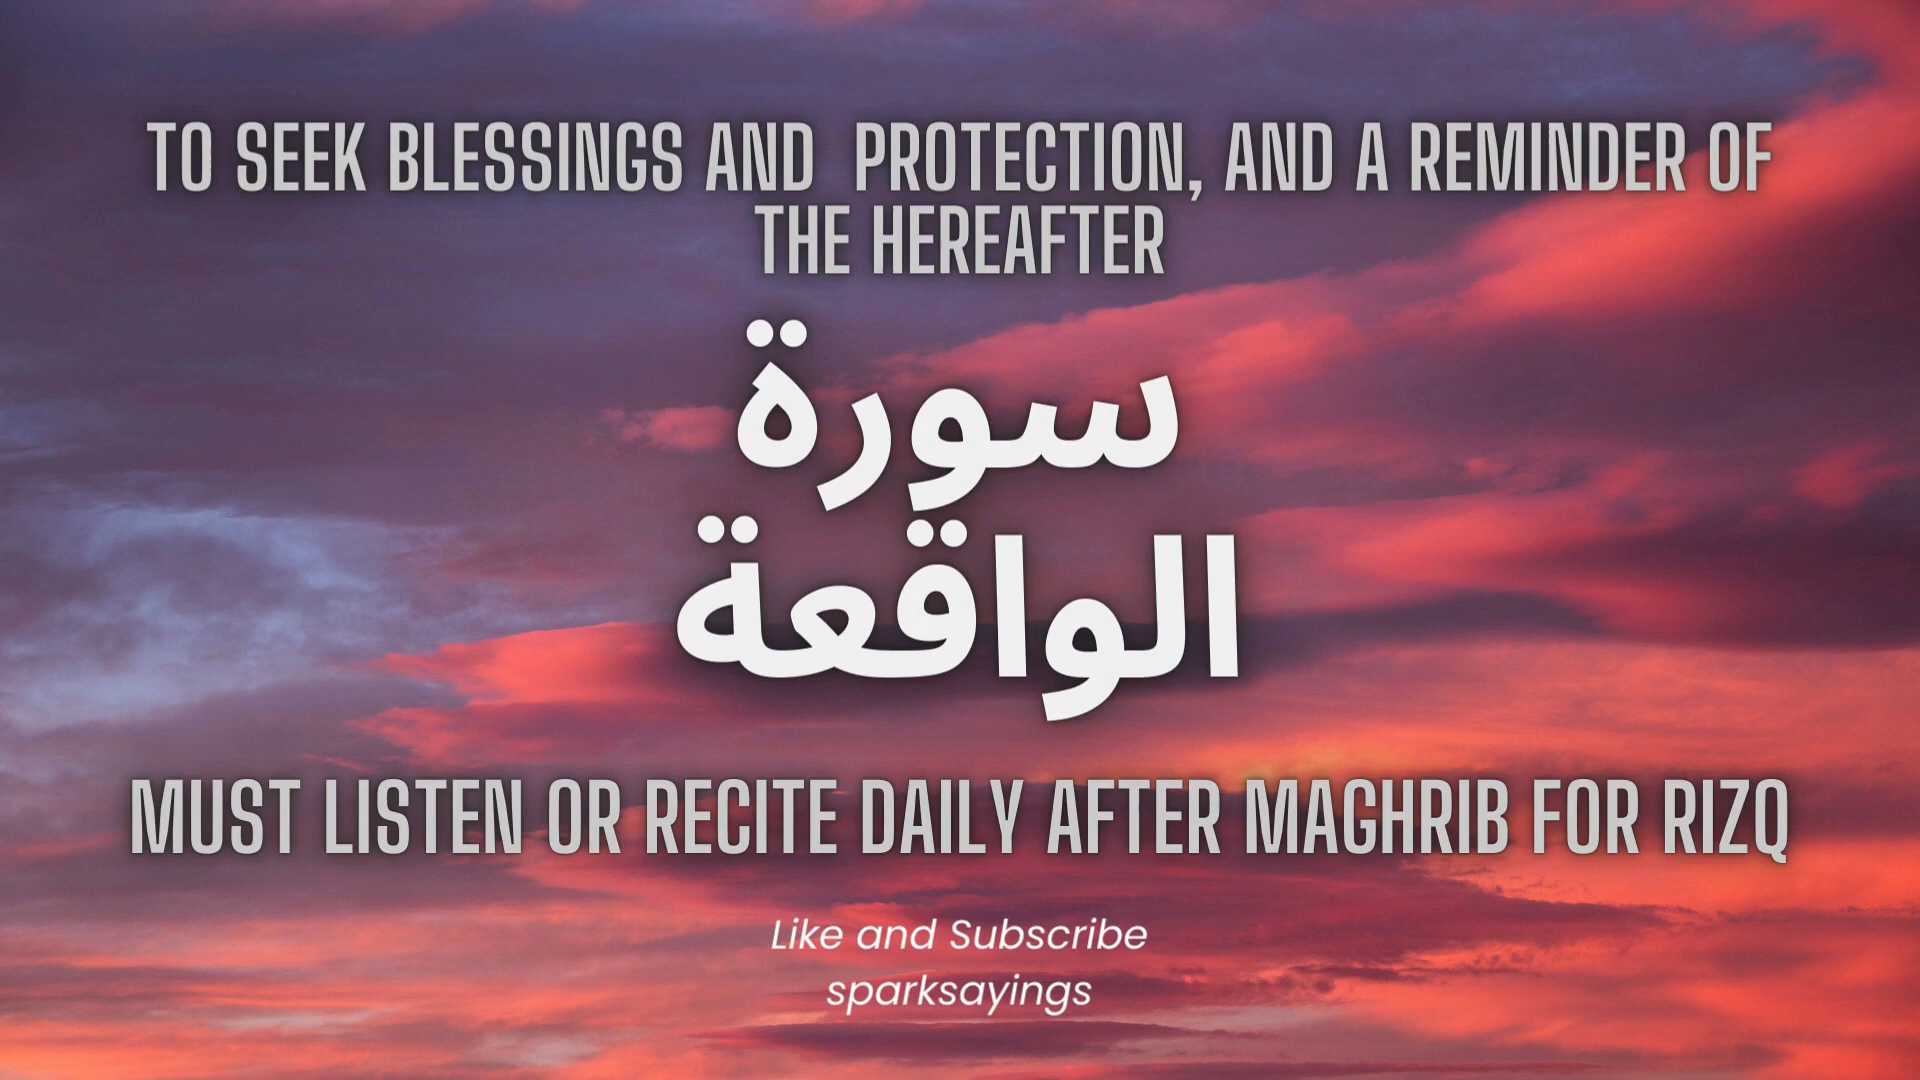 TO SEEK BLESSINGS AND PROTECTION, AND A REMINDER OF
THE HEREAFTER
سورة
الواقعة
MUST LISTEN OR RECITE DAILY AFTER MAGHRIB FOR RIZQ
Like and Subscribe
sparksayings